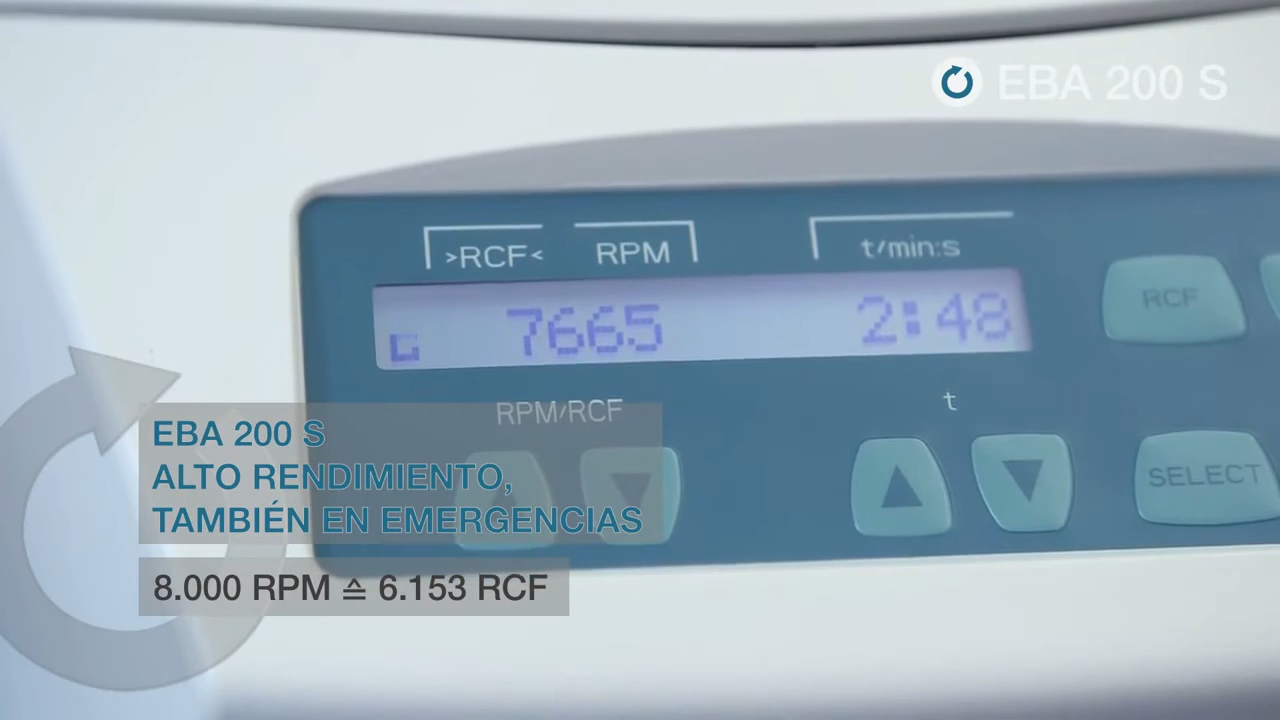 EBA 200 S
>RCF< RPM t/min:s
7665 2:48
RCF
RPM/RCF t
SELECT
EBA 200 S
ALTO RENDIMIENTO,
TAMBIÉN EN EMERGENCIAS
8.000 RPM ≙ 6.153 RCF